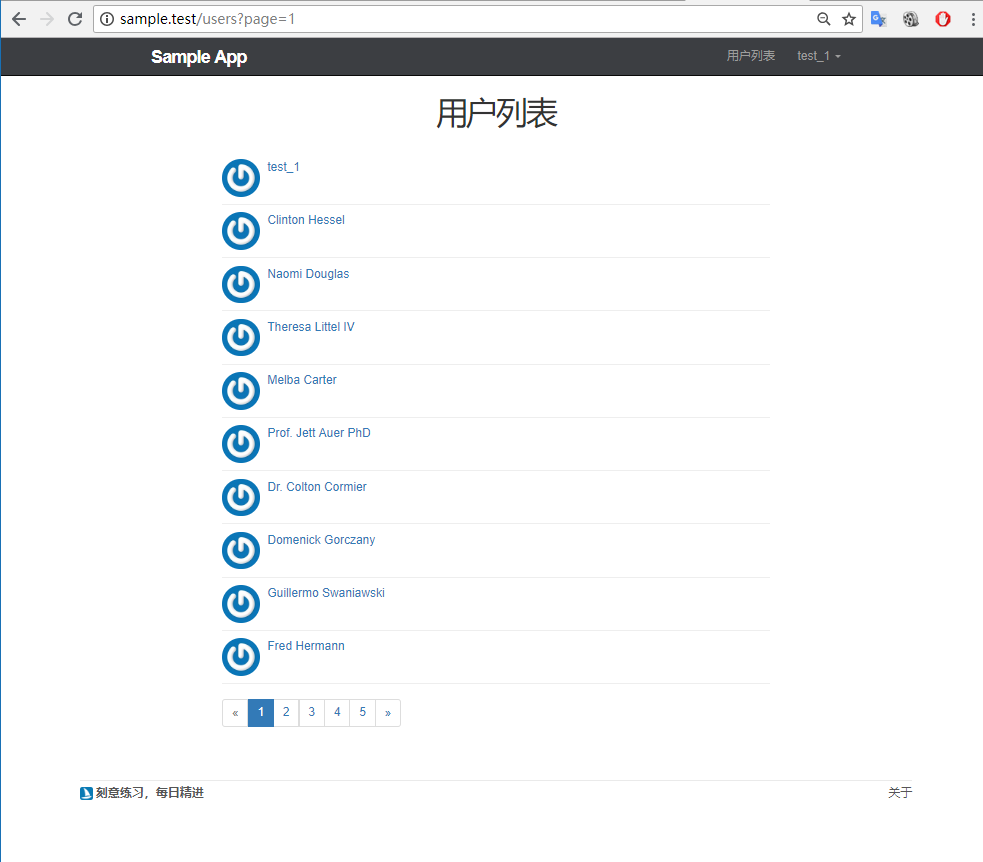 sample.test/users?page=1
Sample App 用户列表 test_1
用户列表
test_1
Clinton Hessel
Naomi Douglas
Theresa Littel IV
Melba Carter
Prof. Jett Auer PhD
Dr. Colton Cormier
Domenick Gorczany
Guillermo Swaniawski
Fred Hermann
« 1 2 3 4 5 »
刻意练习，每日精进 关于